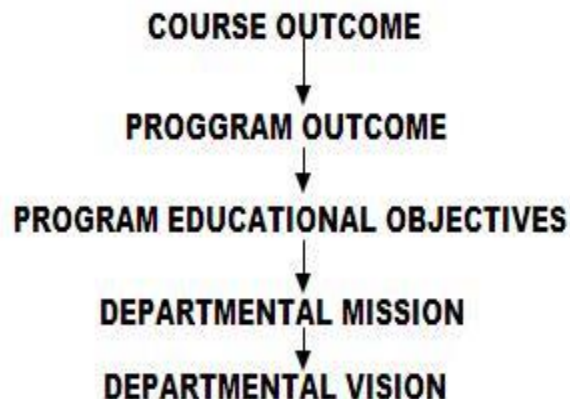 COURSE OUTCOME
PROGGRAM OUTCOME
PROGRAM EDUCATIONAL OBJECTIVES
DEPARTMENTAL MISSION
DEPARTMENTAL VISION